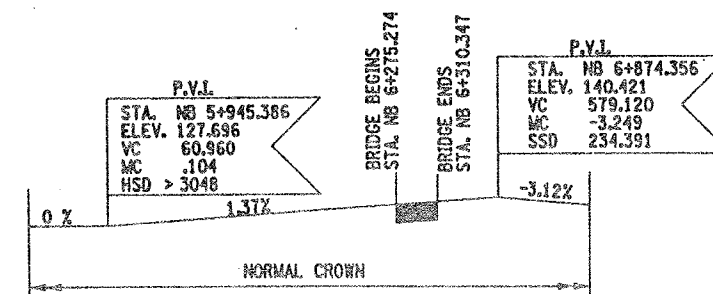 P.V.I.
STA. NB 5+945.386
ELEV. 127.696
VC 60.960
MC .104
HSD > 3048
BRIDGE BEGINS
STA. NB 6+275.274
BRIDGE ENDS
STA. NB 6+310.347
P.V.I.
STA. NB 6+874.356
ELEV. 140.421
VC 579.120
MC -3.249
SSD 234.391
0 %
1.37%
-3.12%
NORMAL CROWN